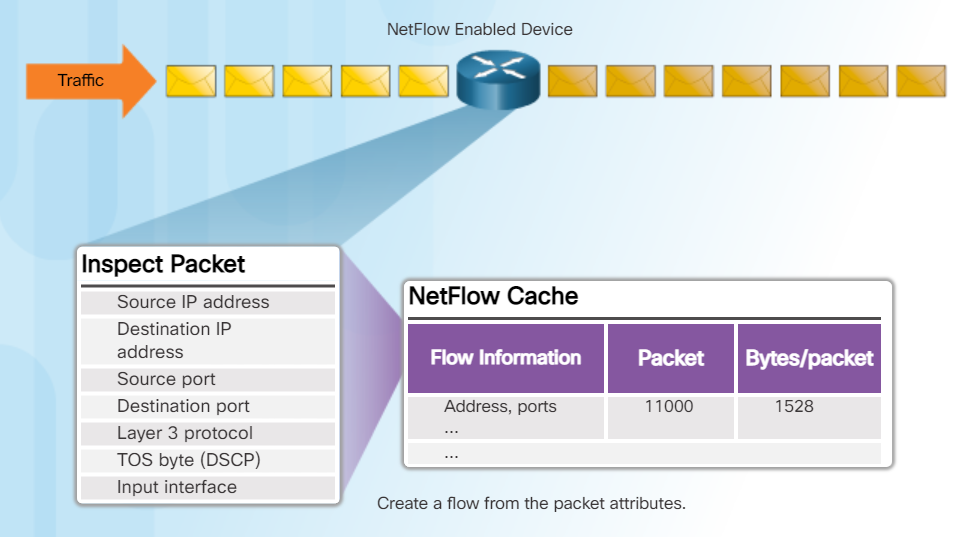 NetFlow Enabled Device
Traffic
Inspect Packet
Source IP address
Destination IP
address
Source port
Destination port
Layer 3 protocol
TOS byte (DSCP)
Input interface
NetFlow Cache
Flow Information Packet Bytes/packet
Address, ports 11000 1528
...
...
Create a flow from the packet attributes.